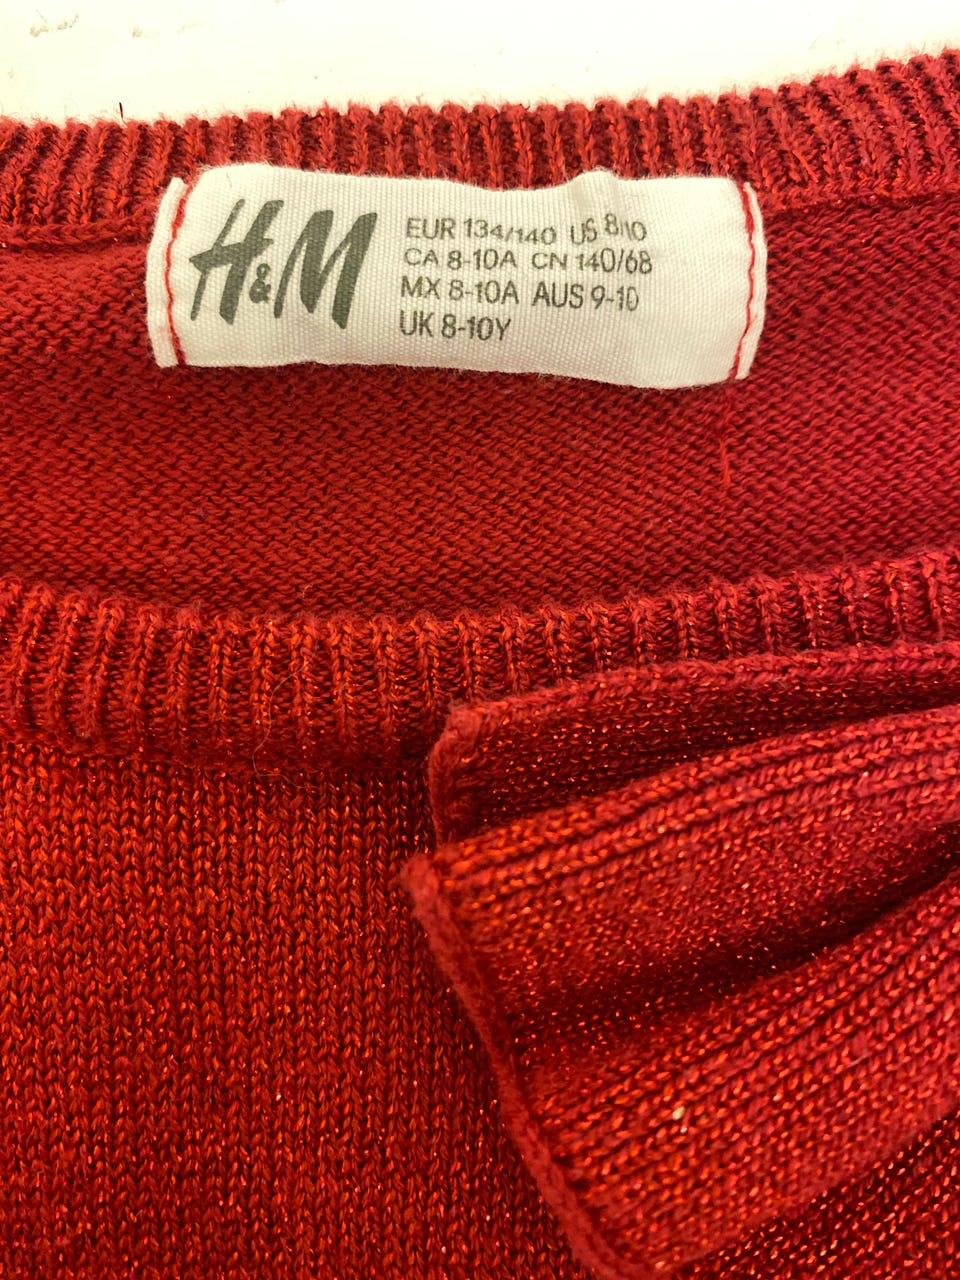 H&M
EUR 134/140 US 8/10
CA 8-10A CN 140/68
MX 8-10A AUS 9-10
UK 8-10Y